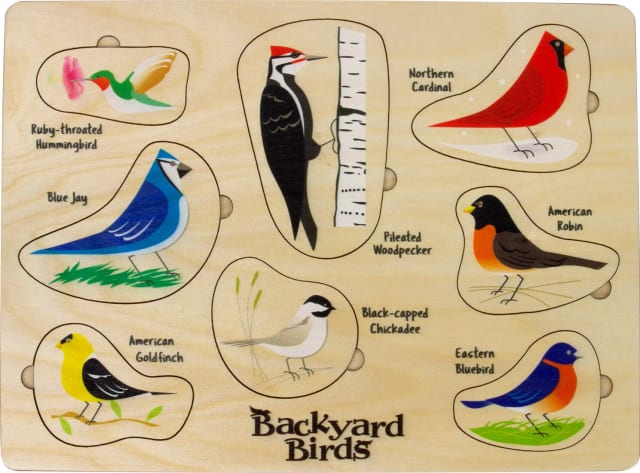 Ruby-throated
Hummingbird
Northern
Cardinal
Blue Jay
Pileated
Woodpecker
American
Robin
American
Goldfinch
Black-capped
Chickadee
Eastern
Bluebird
Backyard
Birds